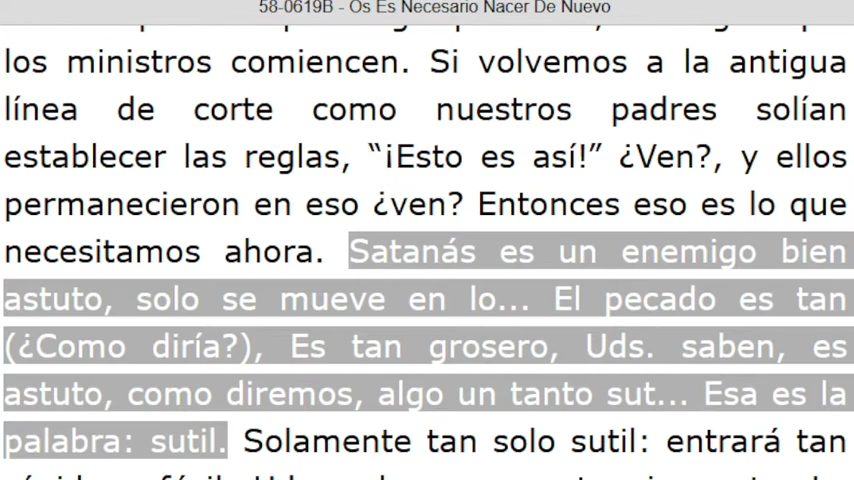 58-0619B - Os Es Necesario Nacer De Nuevo
los ministros comiencen. Si volvemos a la antigua
línea de corte como nuestros padres solían
establecer las reglas, “¡Esto es así!” ¿Ven?, y ellos
permanecieron en eso ¿ven? Entonces eso es lo que
necesitamos ahora. Satanás es un enemigo bien
astuto, solo se mueve en lo... El pecado es tan
(¿Como diría?), Es tan grosero, Uds. saben, es
astuto, como diremos, algo un tanto sut... Esa es la
palabra: sutil. Solamente tan solo sutil: entrará tan